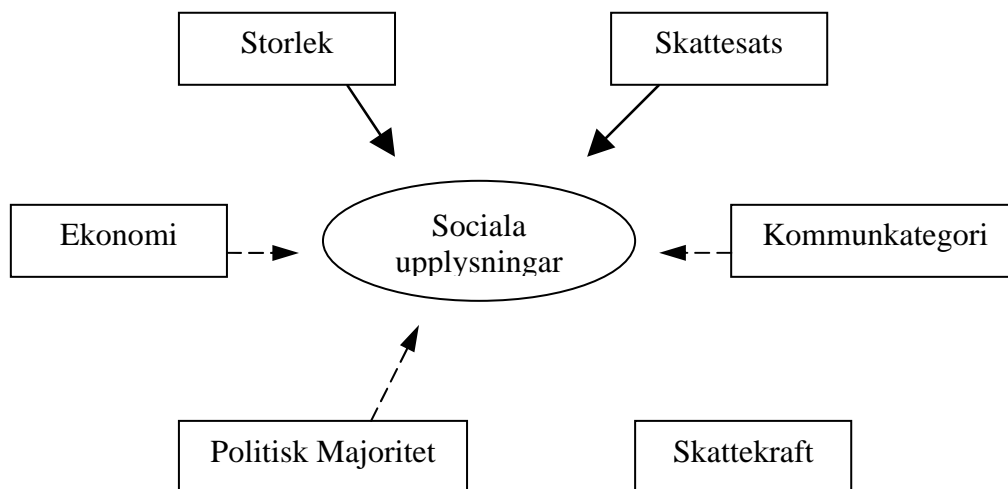 Storlek
Skattesats
Ekonomi
Sociala
upplysningar
Kommunkategori
Politisk Majoritet
Skattekraft